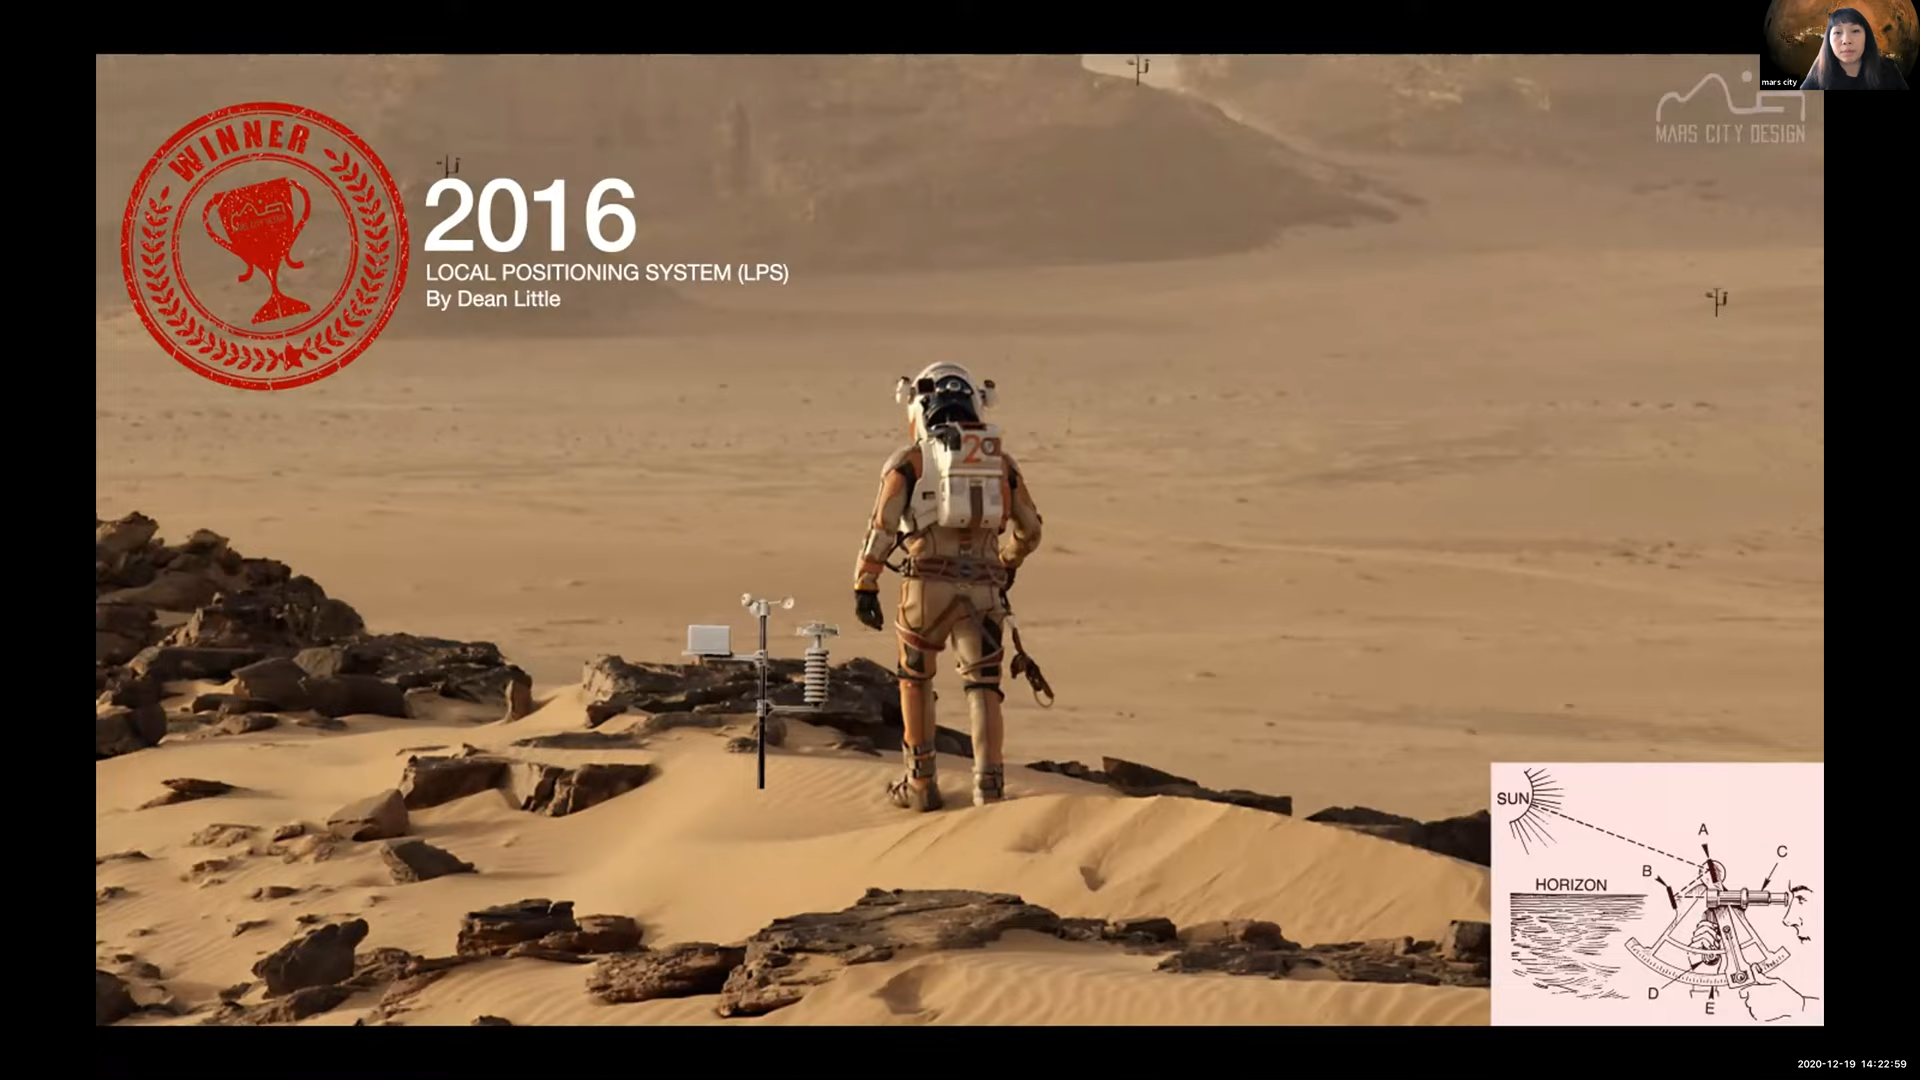 mars city
MARS CITY DESIGN
WINNER
2016
LOCAL POSITIONING SYSTEM (LPS)
By Dean Little
20
SUN
A
C
B
HORIZON
D
E
2020-12-19 14:22:59